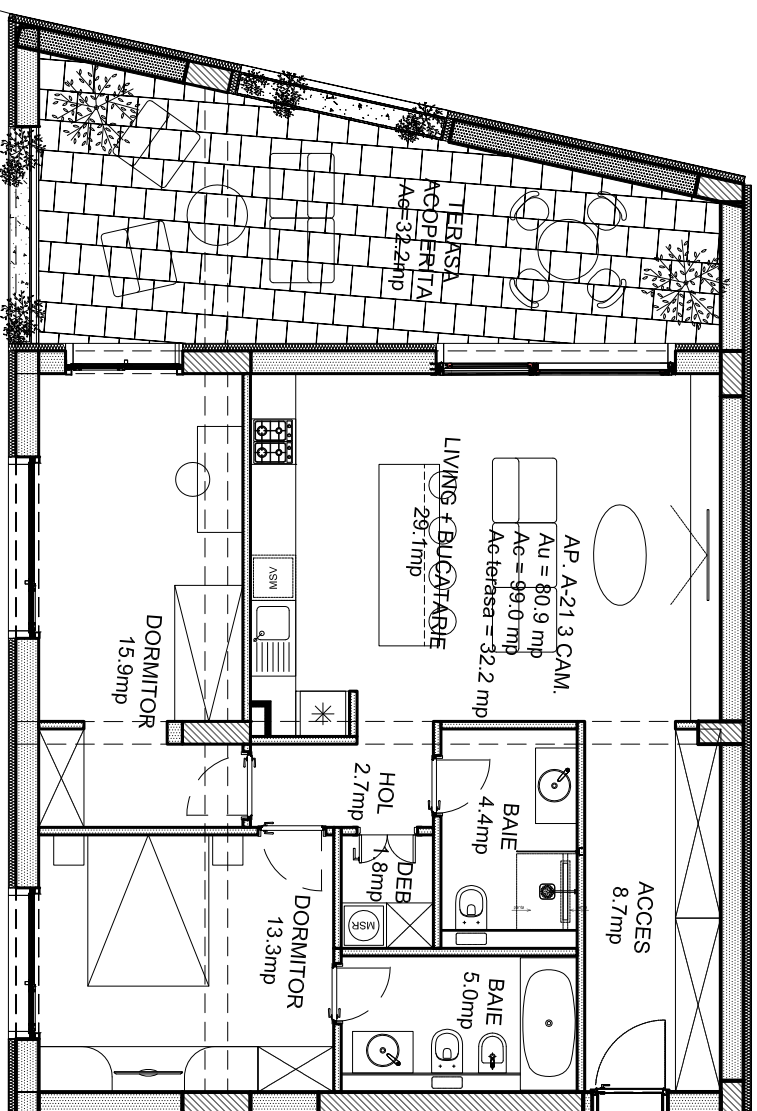 TERASA
ACOPERITA
Ac=32.2mp
AP. A-21 3 CAM.
Au = 80.9 mp
Ac = 99.0 mp
Ac terasa = 32.2 mp
LIVING + BUCATARIE
29.1mp
MSV
DORMITOR
15.9mp
HOL
2.7mp
BAIE
4.4mp
DEB
1.8mp
MSR
ACCES
8.7mp
DORMITOR
13.3mp
BAIE
5.0mp